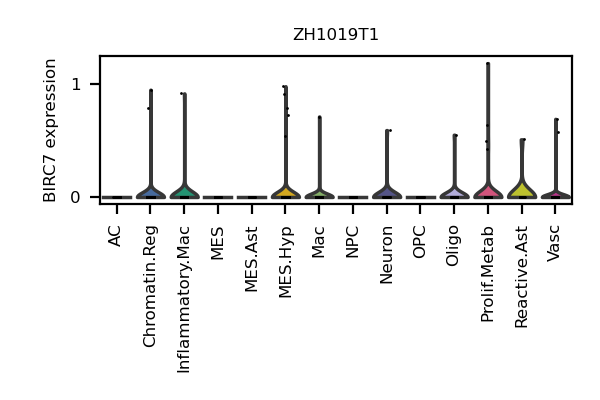 ZH1019T1
BIRC7 expression
1
0
AC
Chromatin.Reg
Inflammatory.Mac
MES
MES.Ast
MES.Hyp
Mac
NPC
Neuron
OPC
Oligo
Prolif.Metab
Reactive.Ast
Vasc